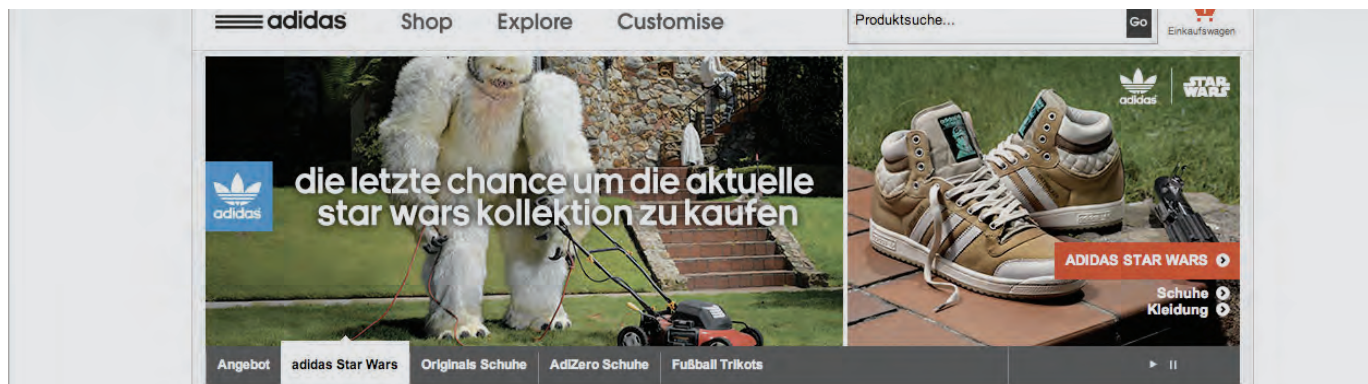 adidas Shop Explore Customise Produktsuche... Go
Einkaufswagen
adidas STAR WARS
adidas
die letzte chance um die aktuelle
star wars kollektion zu kaufen
ADIDAS STAR WARS
Schuhe
Kleidung
Angebot adidas Star Wars Originals Schuhe AdiZero Schuhe Fußball Trikots